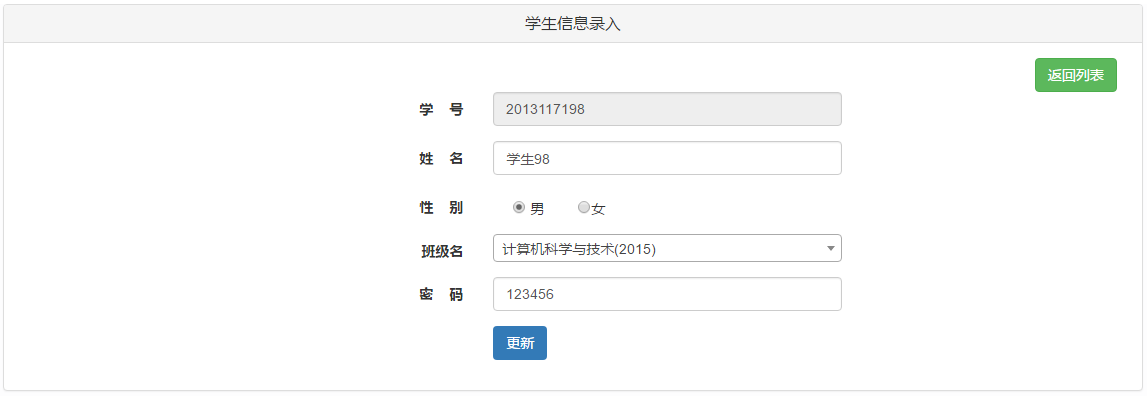 学生信息录入
返回列表
学 号 2013117198
姓 名 学生98
性 别 男 女
班级名 计算机科学与技术(2015)
密 码 123456
更新